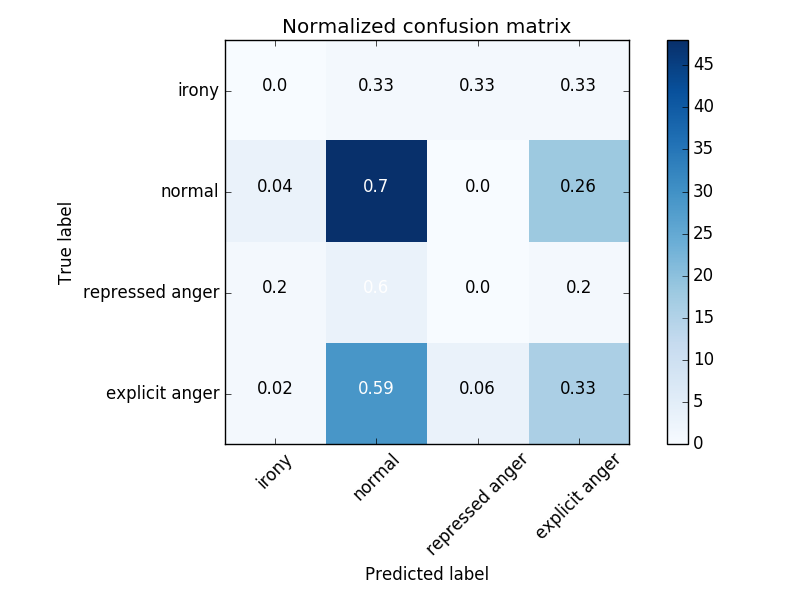 Normalized confusion matrix
True label
irony 0.0 0.33 0.33 0.33
normal 0.04 0.7 0.0 0.26
repressed anger 0.2 0.6 0.0 0.2
explicit anger 0.02 0.59 0.06 0.33
irony normal repressed anger explicit anger
Predicted label
45
40
35
30
25
20
15
10
5
0